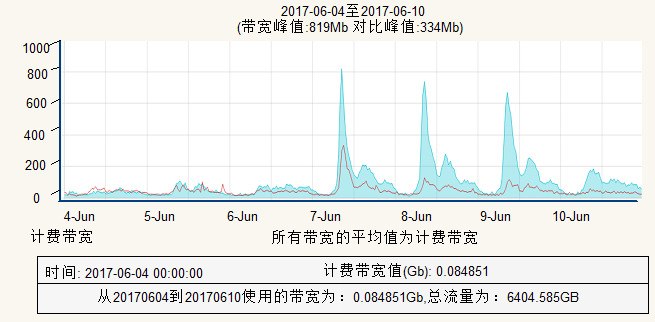 2017-06-04至2017-06-10
(带宽峰值:819Mb 对比峰值:334Mb)
1000
800
600
400
200
0
4-Jun 5-Jun 6-Jun 7-Jun 8-Jun 9-Jun 10-Jun
计费带宽 所有带宽的平均值为计费带宽
时间: 2017-06-04 00:00:00 计费带宽值(Gb): 0.084851
从20170604到20170610使用的带宽为：0.084851Gb,总流量为：6404.585GB